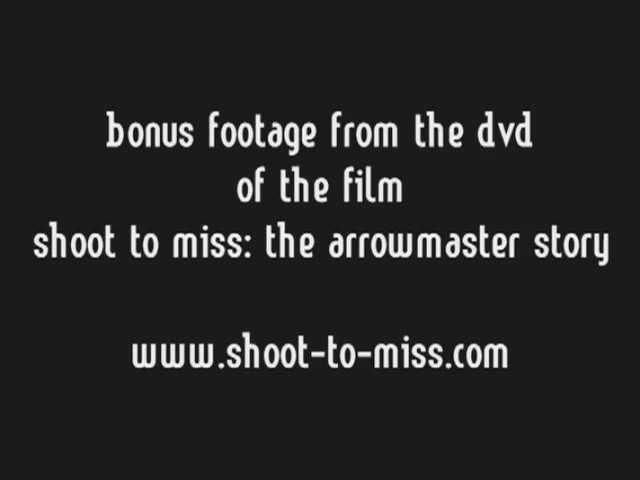 bonus footage from the dvd
of the film
shoot to miss: the arrowmaster story
www.shoot-to-miss.com